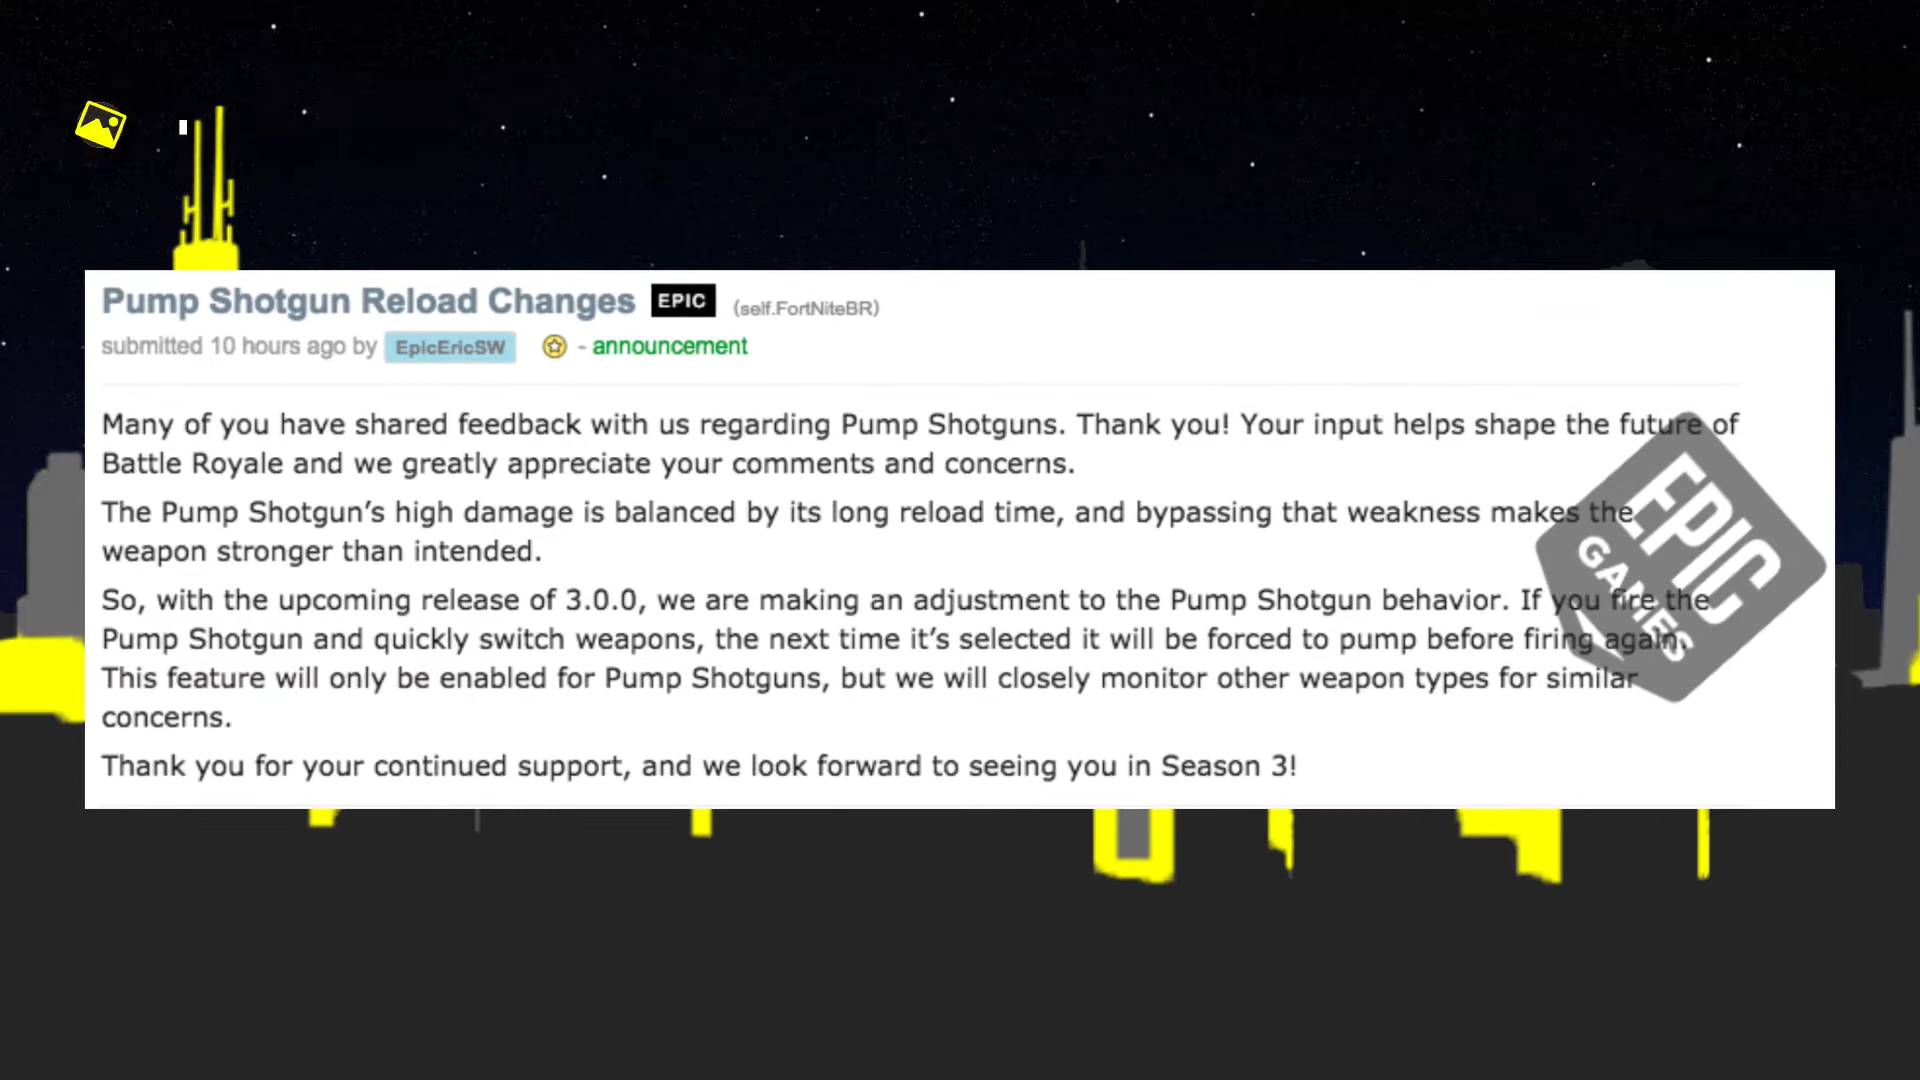 Pump Shotgun Reload Changes EPIC (self.FortNiteBR)
submitted 10 hours ago by EpicEricSW - announcement
Many of you have shared feedback with us regarding Pump Shotguns. Thank you! Your input helps shape the future of
Battle Royale and we greatly appreciate your comments and concerns.
The Pump Shotgun’s high damage is balanced by its long reload time, and bypassing that weakness makes the
weapon stronger than intended.
So, with the upcoming release of 3.0.0, we are making an adjustment to the Pump Shotgun behavior. If you fire the
Pump Shotgun and quickly switch weapons, the next time it’s selected it will be forced to pump before firing again.
This feature will only be enabled for Pump Shotguns, but we will closely monitor other weapon types for similar
concerns.
Thank you for your continued support, and we look forward to seeing you in Season 3!
EPIC
GAMES